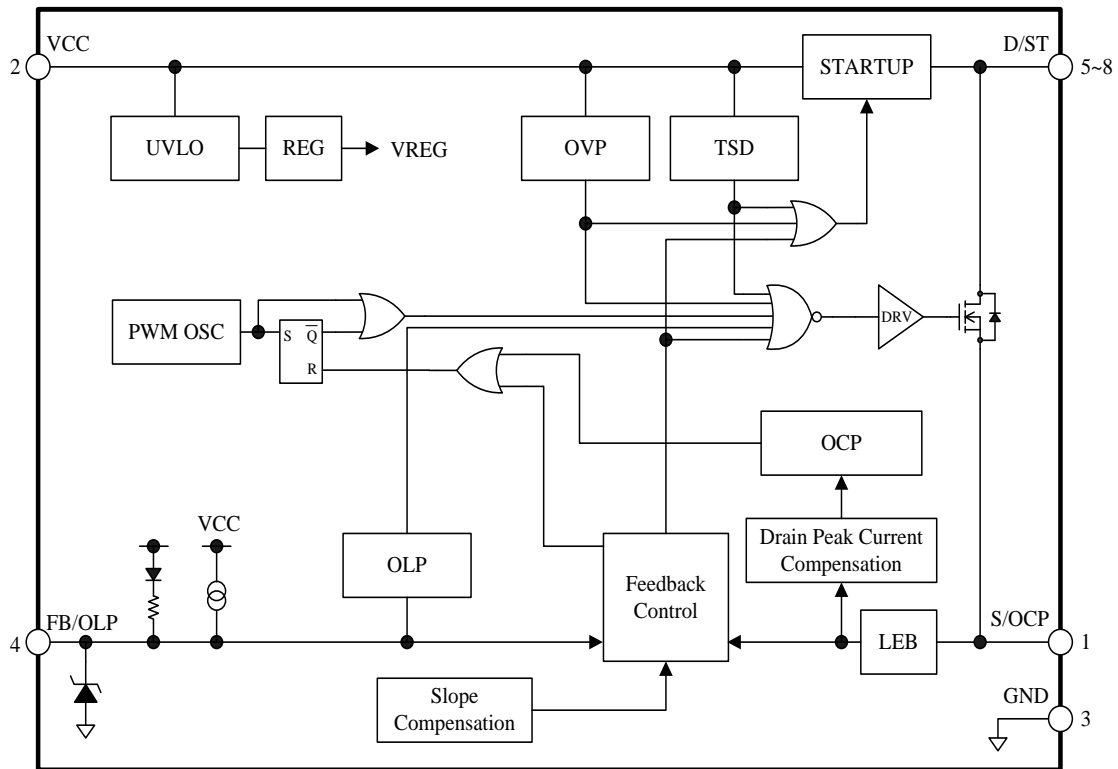 VCC
D/ST
2
5~8
STARTUP
UVLO
REG
VREG
OVP
TSD
PWM OSC
S
Q
R
DRV
OCP
VCC
OLP
Feedback
Control
Drain Peak Current
Compensation
FB/OLP
4
LEB
S/OCP
1
Slope
Compensation
GND
3